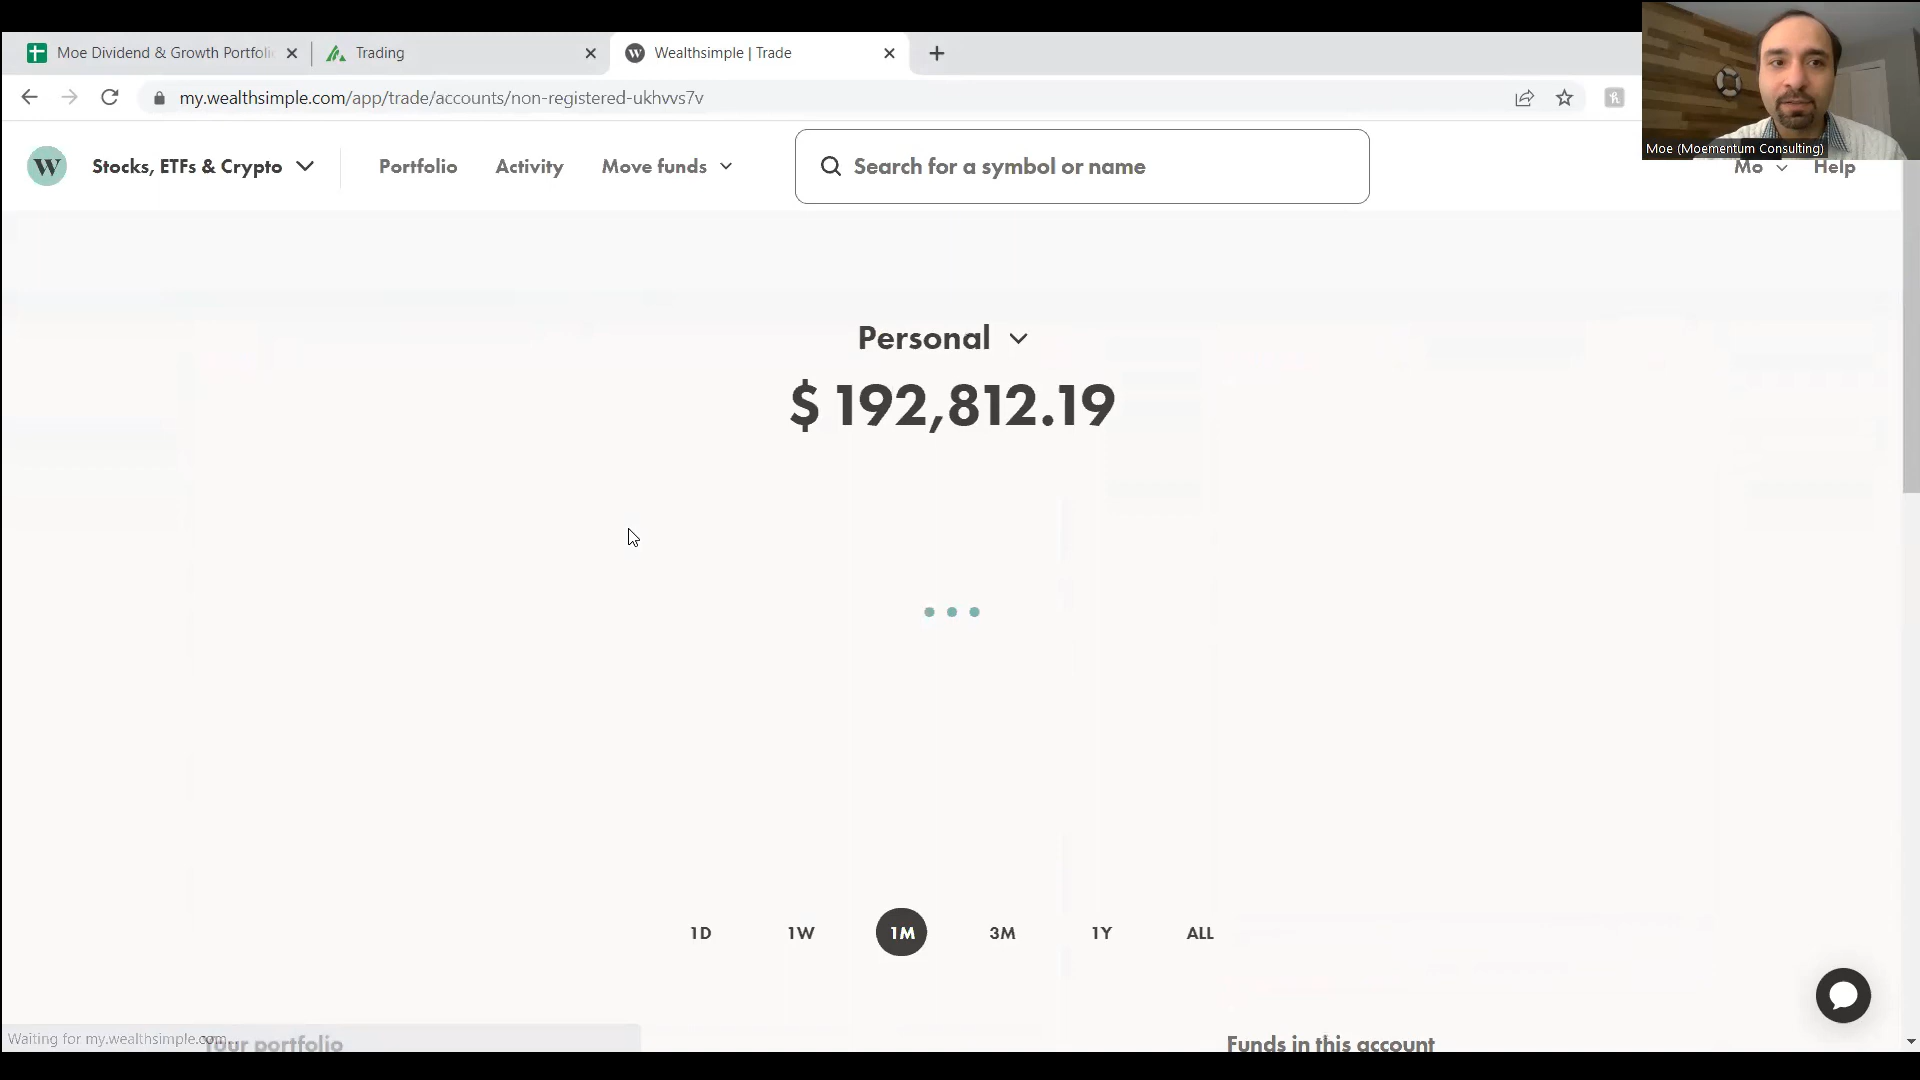 Moe Dividend & Growth Portfoli
Trading
Wealthsimple | Trade
my.wealthsimple.com/app/trade/accounts/non-registered-ukhvvs7v
Moe (Moementum Consulting)
W
Stocks, ETFs & Crypto
Portfolio
Activity
Move funds
Search for a symbol or name
Mo
Help
Personal
$ 192,812.19
1D
1W
1M
3M
1Y
ALL
Waiting for my.wealthsimple.com...
Your portfolio
Funds in this account